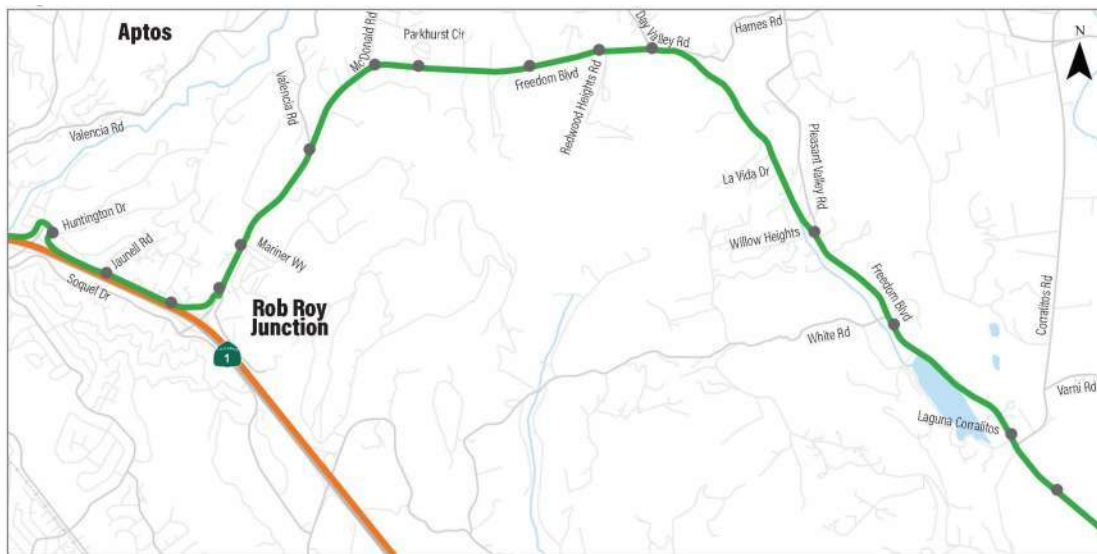 Aptos
McDonald Rd
Parkhurst Cir
Day Valley Rd
Hames Rd
N
Freedom Blvd
Redwood Heights Rd
Valencia Rd
Valencia Rd
La Vida Dr
Pleasant Valley Rd
Huntington Dr
Willow Heights
Jaunell Rd
Mariner Wy
Soquel Dr
Freedom Blvd
Corralitos Rd
Rob Roy
Junction
1
White Rd
Varni Rd
Laguna Corralitos